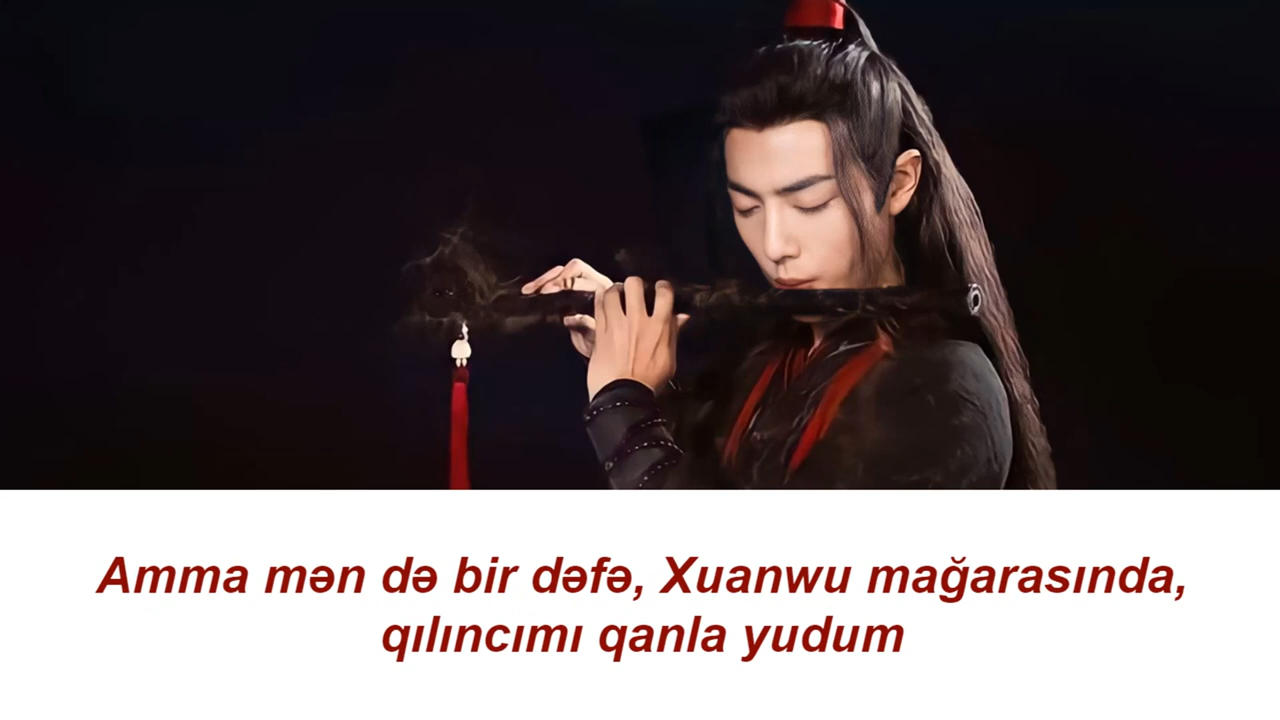 Amma mən də bir dəfə, Xuanwu mağarasında,
qılıncımı qanla yudum